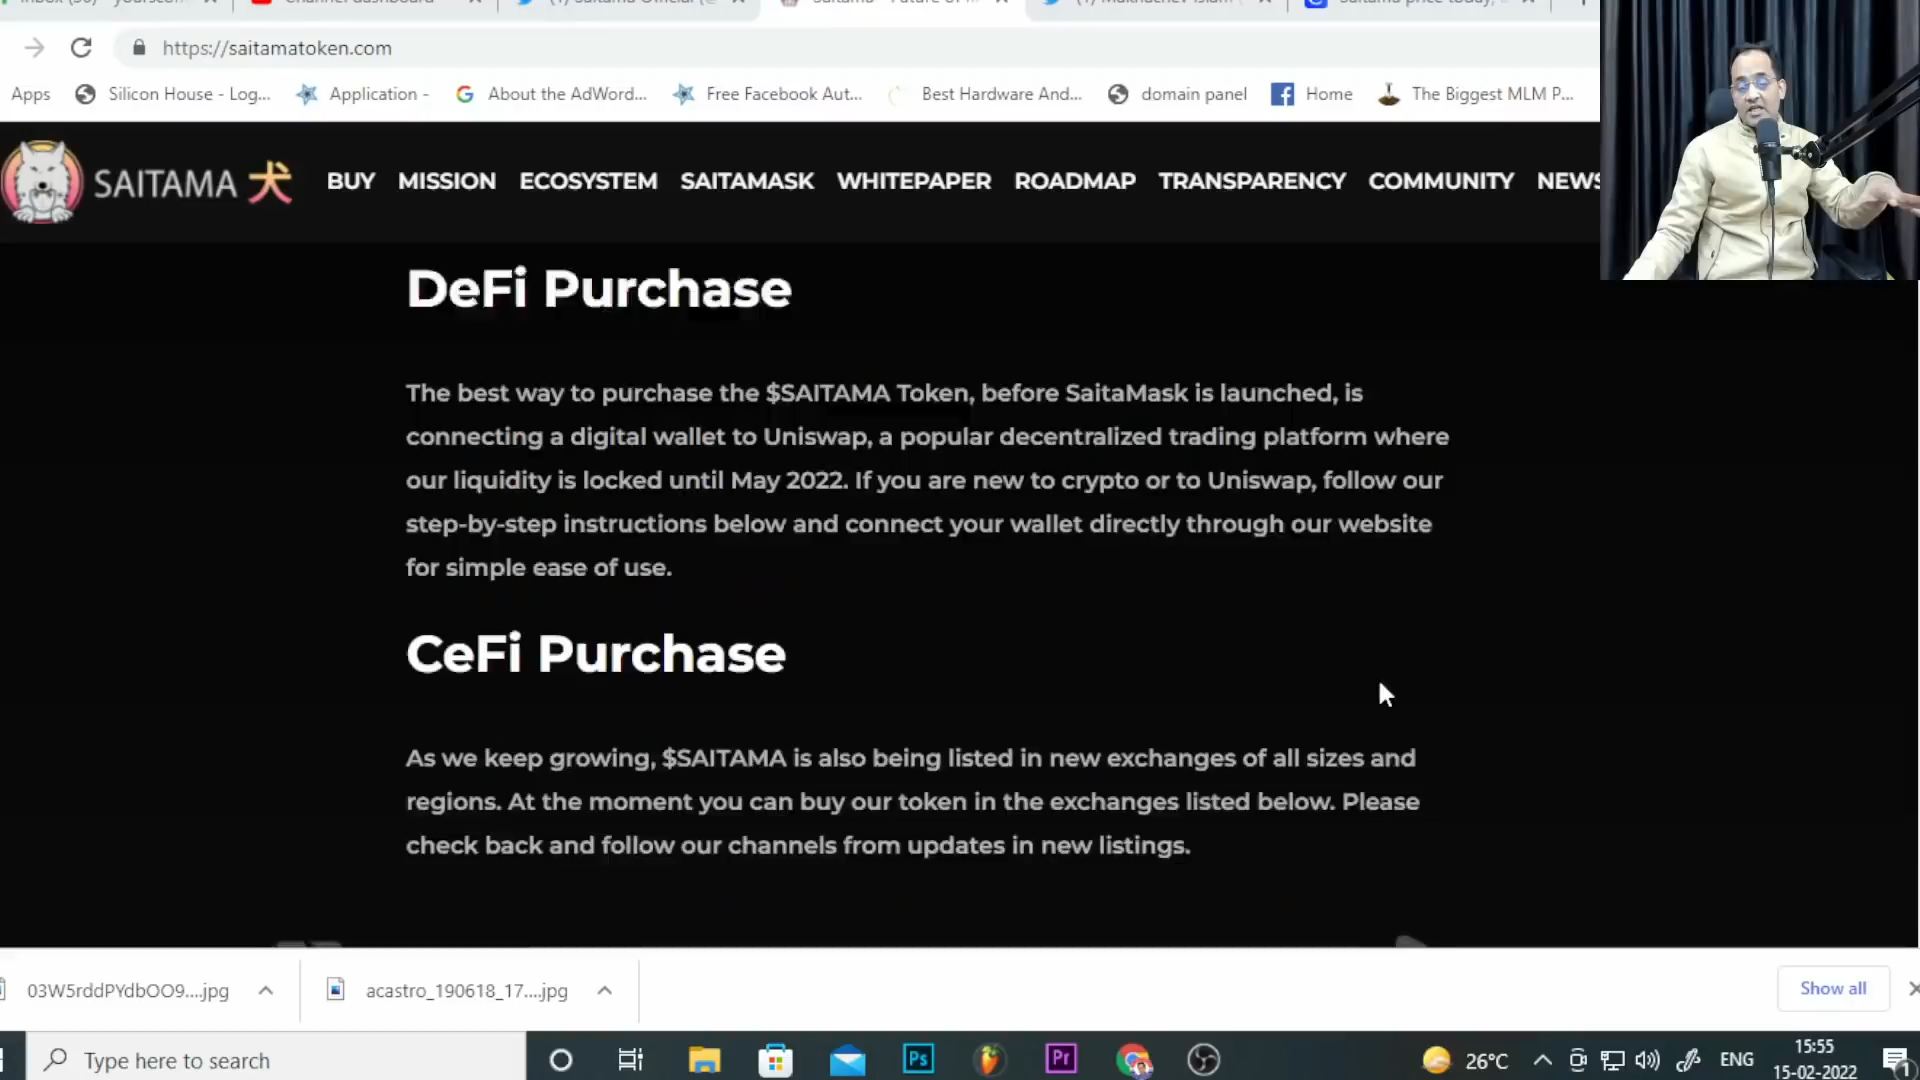 https://saitamatoken.com
Apps Silicon House - Log... Application - About the AdWord... Free Facebook Aut... Best Hardware And... domain panel Home The Biggest MLM P...
SAITAMA 犬 BUY MISSION ECOSYSTEM SAITAMASK WHITEPAPER ROADMAP TRANSPARENCY COMMUNITY NEWS
DeFi Purchase
The best way to purchase the $SAITAMA Token, before SaitaMask is launched, is
connecting a digital wallet to Uniswap, a popular decentralized trading platform where
our liquidity is locked until May 2022. If you are new to crypto or to Uniswap, follow our
step-by-step instructions below and connect your wallet directly through our website
for simple ease of use.
CeFi Purchase
As we keep growing, $SAITAMA is also being listed in new exchanges of all sizes and
regions. At the moment you can buy our token in the exchanges listed below. Please
check back and follow our channels from updates in new listings.
03W5rddPYdbOO9....jpg acastro_190618_17....jpg Show all
Type here to search Ps Pr 26°C ENG 15:55
15-02-2022 1